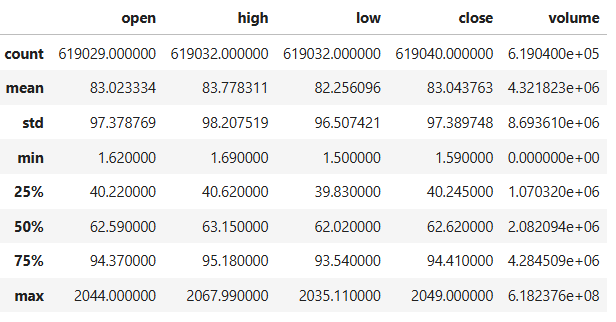 open high low close volume
count 619029.000000 619032.000000 619032.000000 619040.000000 6.190400e+05
mean 83.023334 83.778311 82.256096 83.043763 4.321823e+06
std 97.378769 98.207519 96.507421 97.389748 8.693610e+06
min 1.620000 1.690000 1.500000 1.590000 0.000000e+00
25% 40.220000 40.620000 39.830000 40.245000 1.070320e+06
50% 62.590000 63.150000 62.020000 62.620000 2.082094e+06
75% 94.370000 95.180000 93.540000 94.410000 4.284509e+06
max 2044.000000 2067.990000 2035.110000 2049.000000 6.182376e+08